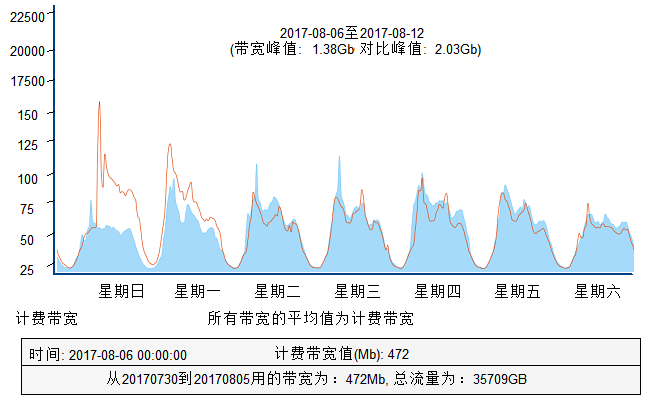 2017-08-06至2017-08-12
(带宽峰值: 1.38Gb 对比峰值: 2.03Gb)
22500
20000
17500
150
125
100
75
50
25
星期日 星期一 星期二 星期三 星期四 星期五 星期六
计费带宽 所有带宽的平均值为计费带宽
时间: 2017-08-06 00:00:00 计费带宽值(Mb): 472
从20170730到20170805用的带宽为：472Mb, 总流量为：35709GB